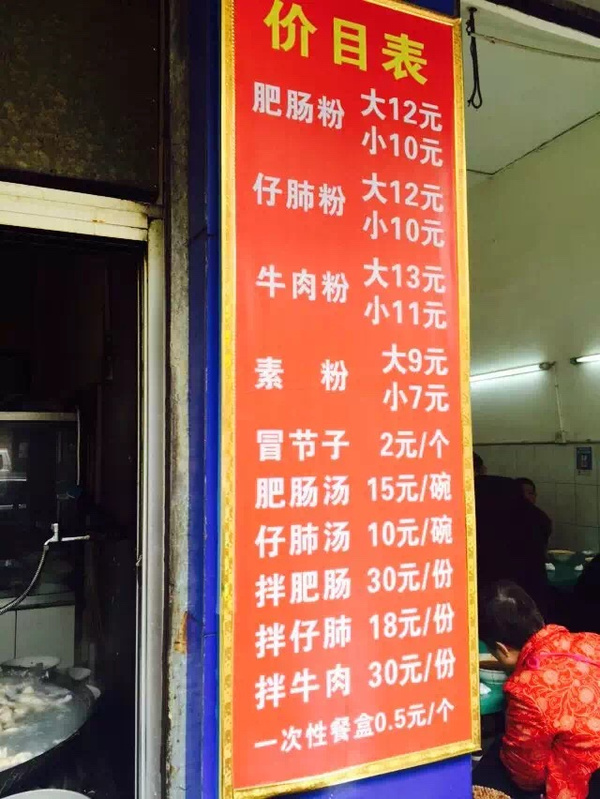 价目表
肥肠粉 大12元
小10元
仔肺粉 大12元
小10元
牛肉粉 大13元
小11元
素 粉 大9元
小7元
冒节子 2元/个
肥肠汤 15元/碗
仔肺汤 10元/碗
拌肥肠 30元/份
拌仔肺 18元/份
拌牛肉 30元/份
一次性餐盒0.5元/个